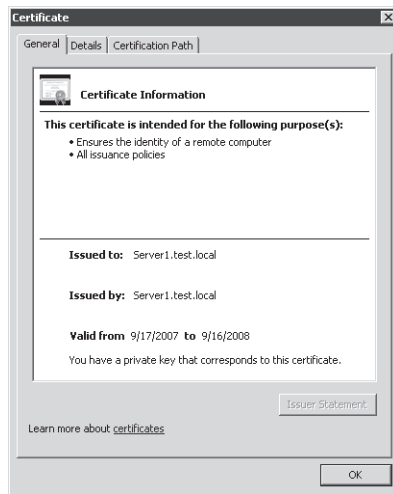 Certificate
General Details Certification Path
Certificate Information
This certificate is intended for the following purpose(s):
• Ensures the identity of a remote computer
• All issuance policies
Issued to: Server1.test.local
Issued by: Server1.test.local
Valid from 9/17/2007 to 9/16/2008
You have a private key that corresponds to this certificate.
Issuer Statement
Learn more about certificates
OK